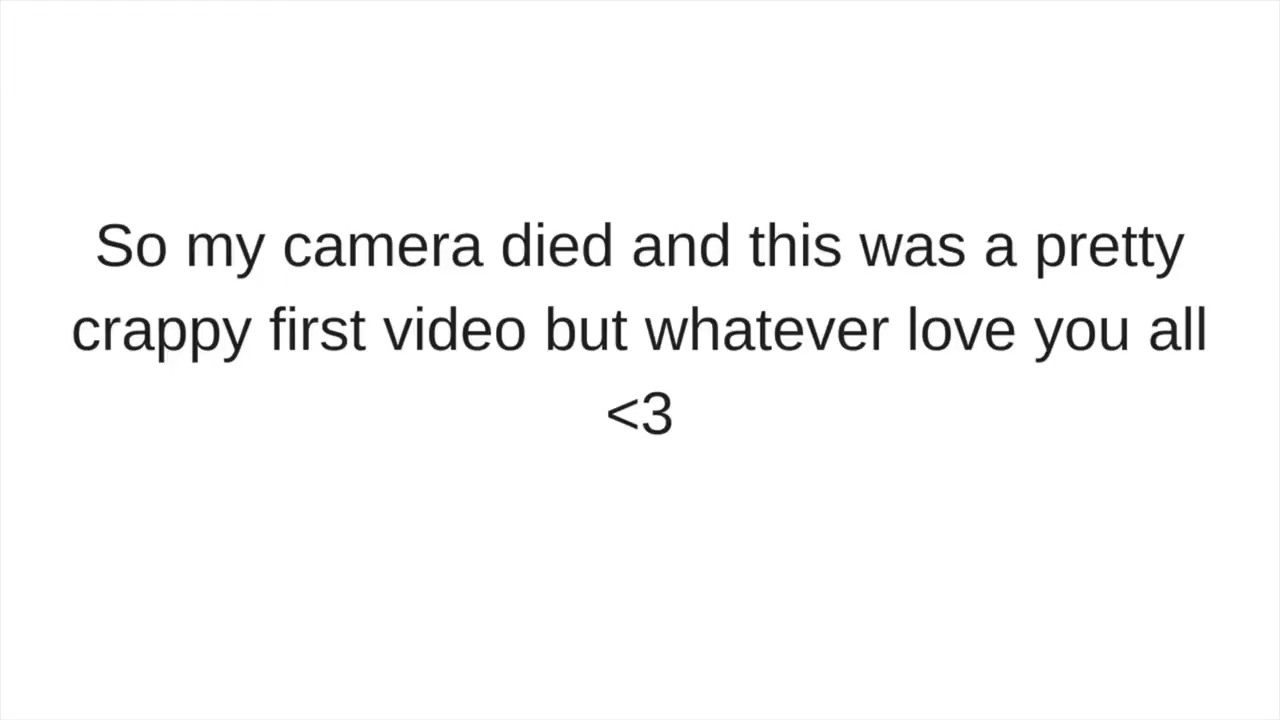 So my camera died and this was a pretty
crappy first video but whatever love you all
<3